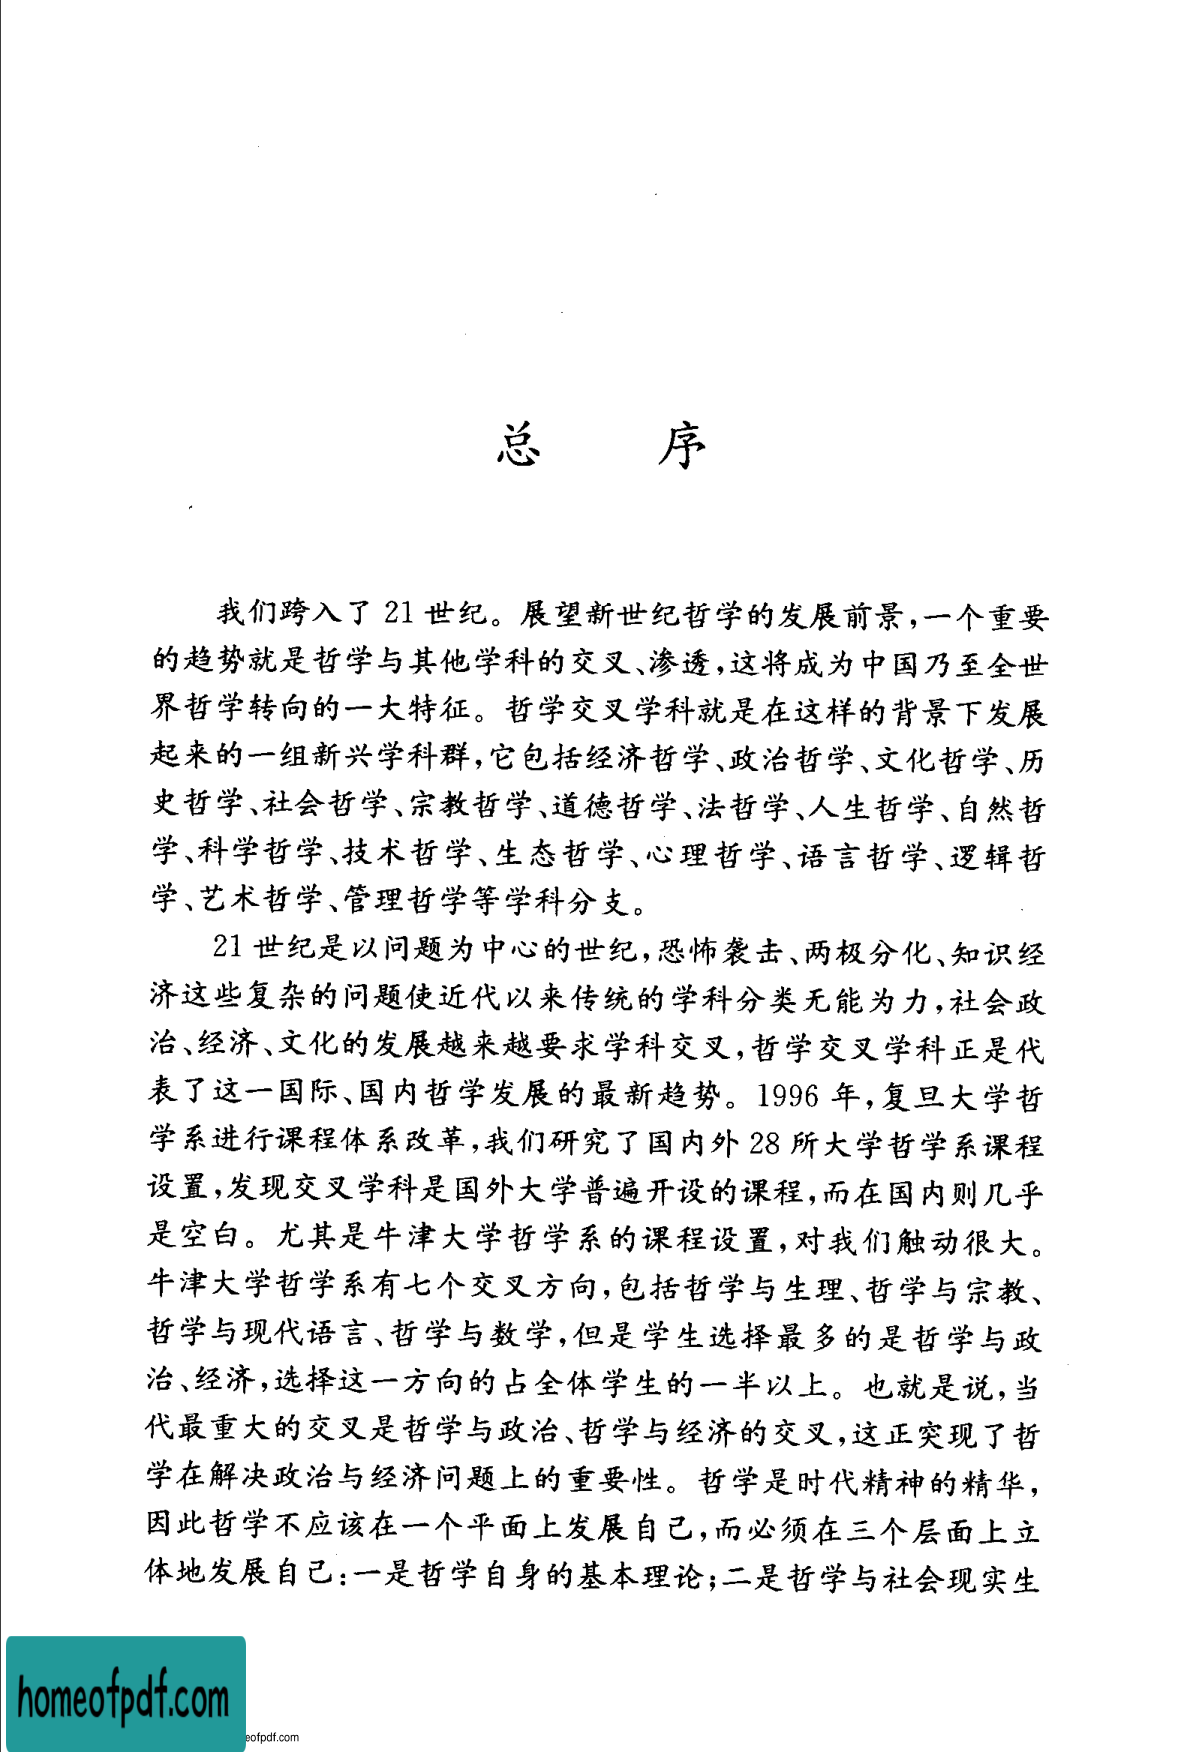 总 序
我们跨入了 21 世纪。展望新世纪哲学的发展前景,一个重要
的趋势就是哲学与其他学科的交叉、渗透,这将成为中国乃至全世
界哲学转向的一大特征。哲学交叉学科就是在这样的背景下发展
起来的一组新兴学科群,它包括经济哲学、政治哲学、文化哲学、历
史哲学、社会哲学、宗教哲学、道德哲学、法哲学、人生哲学、自然哲
学、科学哲学、技术哲学、生态哲学、心理哲学、语言哲学、逻辑哲
学、艺术哲学、管理哲学等学科分支。
21 世纪是以问题为中心的世纪,恐怖袭击、两极分化、知识经
济这些复杂的问题使近代以来传统的学科分类无能为力,社会政
治、经济、文化的发展越来越要求学科交叉,哲学交叉学科正是代
表了这一国际、国内哲学发展的最新趋势。1996 年,复旦大学哲
学系进行课程体系改革,我们研究了国内外 28 所大学哲学系课程
设置,发现交叉学科是国外大学普遍开设的课程,而在国内则几乎
是空白。尤其是牛津大学哲学系的课程设置,对我们触动很大。
牛津大学哲学系有七个交叉方向,包括哲学与生理、哲学与宗教、
哲学与现代语言、哲学与数学,但是学生选择最多的是哲学与政
治、经济,选择这一方向的占全体学生的一半以上。也就是说,当
代最重大的交叉是哲学与政治、哲学与经济的交叉,这正突现了哲
学在解决政治与经济问题上的重要性。哲学是时代精神的精华,
因此哲学不应该在一个平面上发展自己,而必须在三个层面上立
体地发展自己:一是哲学自身的基本理论;二是哲学与社会现实生
homeofpdf.com
eofpdf.com